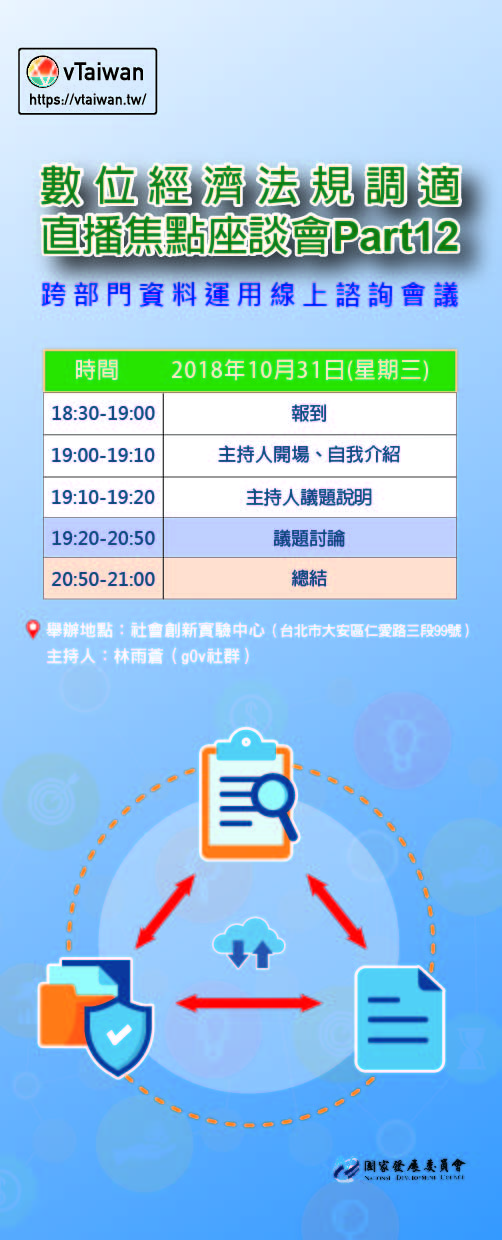 vTaiwan
https://vtaiwan.tw/
數位經濟法規調適
直播焦點座談會Part12
跨部門資料運用線上諮詢會議
時間 2018年10月31日(星期三)
18:30-19:00 報到
19:00-19:10 主持人開場、自我介紹
19:10-19:20 主持人議題說明
19:20-20:50 議題討論
20:50-21:00 總結
舉辦地點：社會創新實驗中心（台北市大安區仁愛路三段99號）
主持人：林雨蒼（g0v社群）
國家發展委員會
NATIONAL DEVELOPMENT COUNCIL